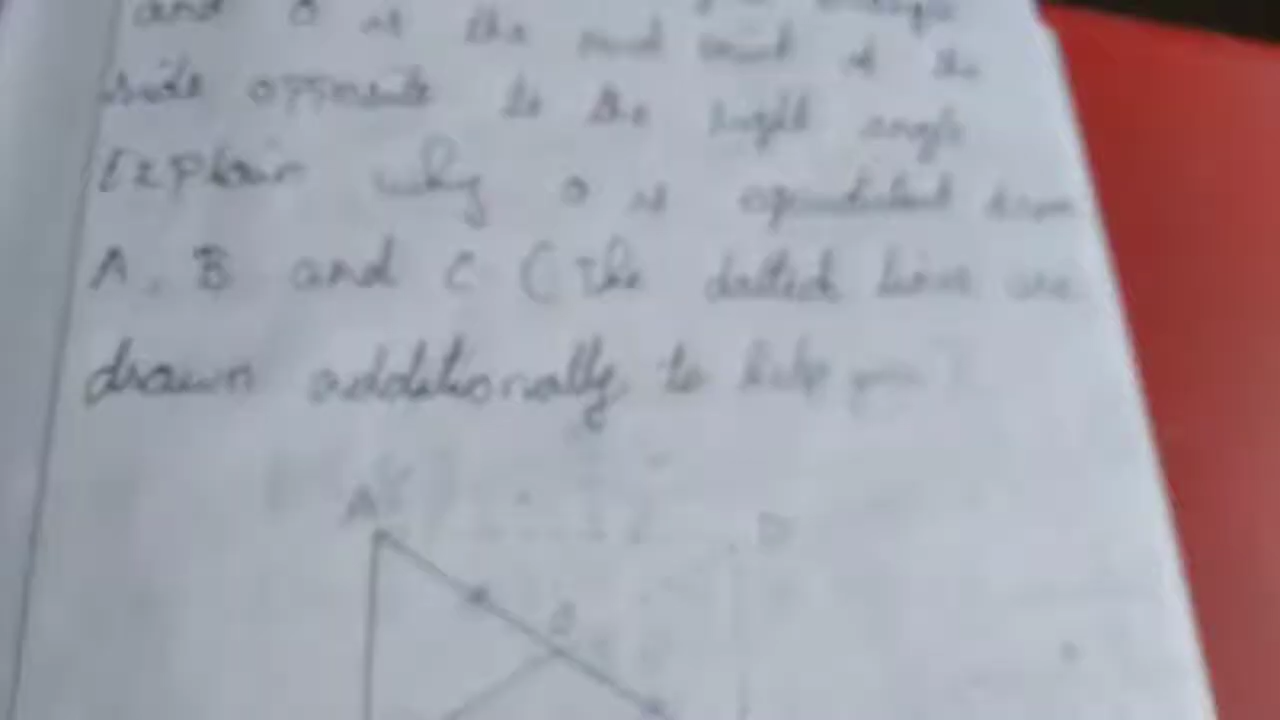 and O is the mid point of the
side opposite to the right angle
Explain why O is equidistant from
A, B and C (The dotted lines are
drawn additionally to help you)
A
D
O